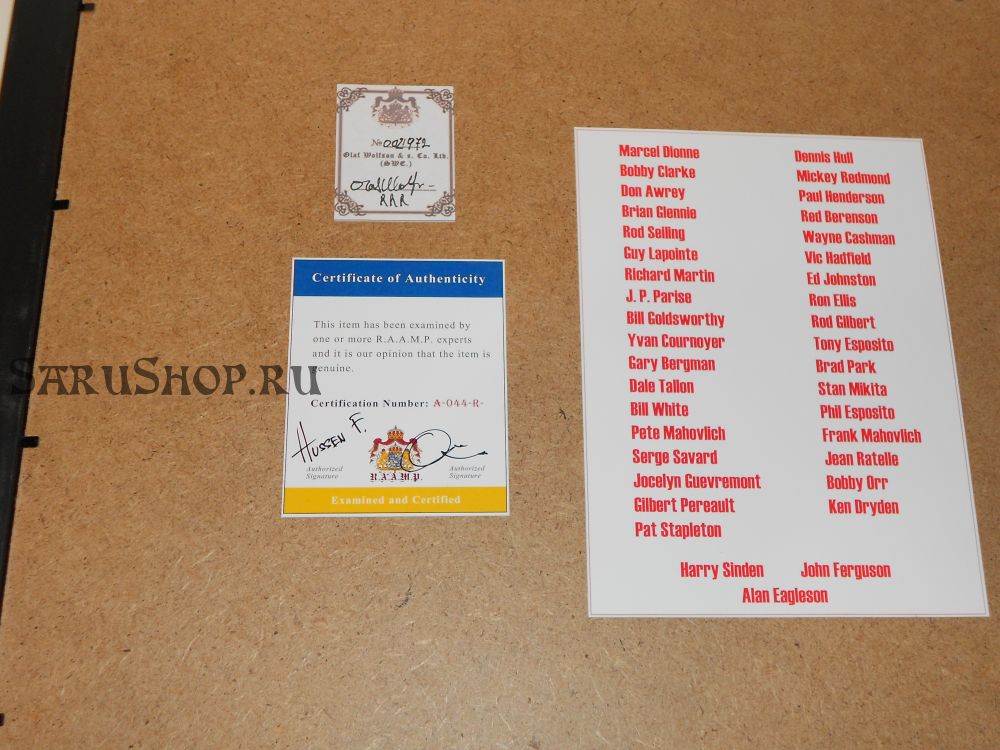 № 0021972
Olaf Wolfson & s. Co. Ltd.
(SWE.)
RAR
Certificate of Authenticity
This item has been examined by
one or more R.A.A.M.P. experts
and it is our opinion that the item is
genuine.
Certification Number: A-044-R-
HUSSEN F.
Authorized
Signature
R.A.A.M.P.
Authorized
Signature
Examined and Certified
SARUSHOP.RU
Marcel Dionne
Bobby Clarke
Don Awrey
Brian Glennie
Rod Seiling
Guy Lapointe
Richard Martin
J. P. Parise
Bill Goldsworthy
Yvan Cournoyer
Gary Bergman
Dale Tallon
Bill White
Pete Mahovlich
Serge Savard
Jocelyn Guevremont
Gilbert Pereault
Pat Stapleton
Dennis Hull
Mickey Redmond
Paul Henderson
Red Berenson
Wayne Cashman
Vic Hadfield
Ed Johnston
Ron Ellis
Rod Gilbert
Tony Esposito
Brad Park
Stan Mikita
Phil Esposito
Frank Mahovlich
Jean Ratelle
Bobby Orr
Ken Dryden
Harry Sinden John Ferguson
Alan Eagleson